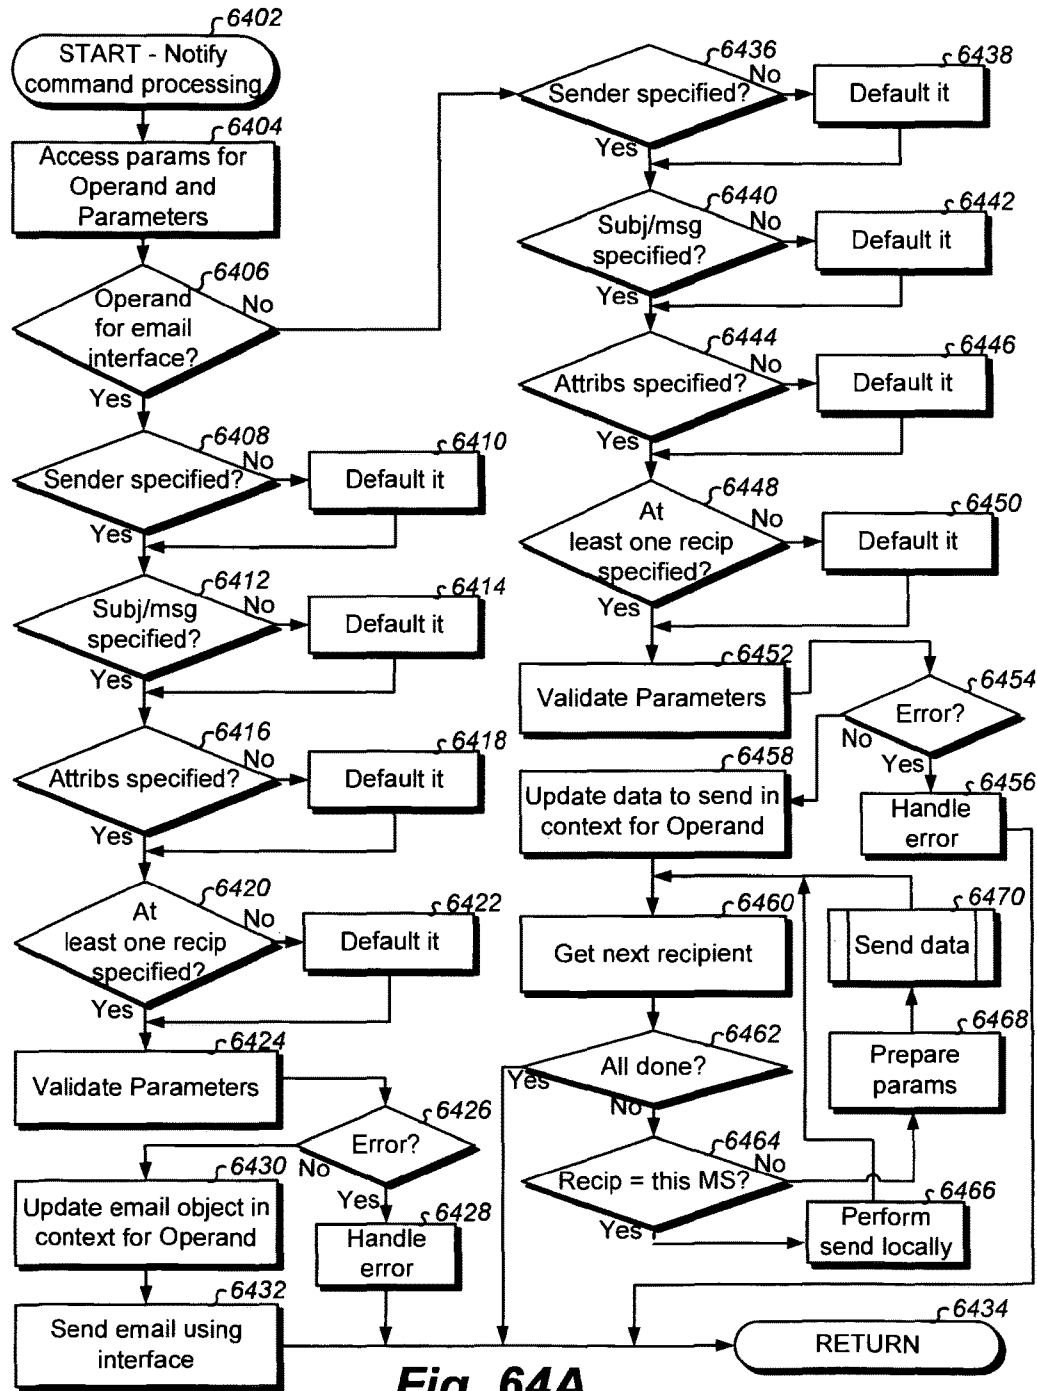 6402
START - Notify
command processing
6404
Access params for
Operand and
Parameters
6406
Operand
for email
interface?
No
Yes
6408
Sender specified?
No
Yes
6410
Default it
6412
Subj/msg
specified?
No
Yes
6414
Default it
6416
Attribs specified?
No
Yes
6418
Default it
6420
At
least one recip
specified?
No
Yes
6422
Default it
6424
Validate Parameters
6426
Error?
No
Yes
6428
Handle
error
6430
Update email object in
context for Operand
6432
Send email using
interface
6436
Sender specified?
No
Yes
6438
Default it
6440
Subj/msg
specified?
No
Yes
6442
Default it
6444
Attribs specified?
No
Yes
6446
Default it
6448
At
least one recip
specified?
No
Yes
6450
Default it
6452
Validate Parameters
6454
Error?
No
Yes
6456
Handle
error
6458
Update data to send in
context for Operand
6460
Get next recipient
6462
All done?
Yes
No
6464
Recip = this MS?
No
Yes
6466
Perform
send locally
6468
Prepare
params
6470
Send data
6434
RETURN
Fig. 64A